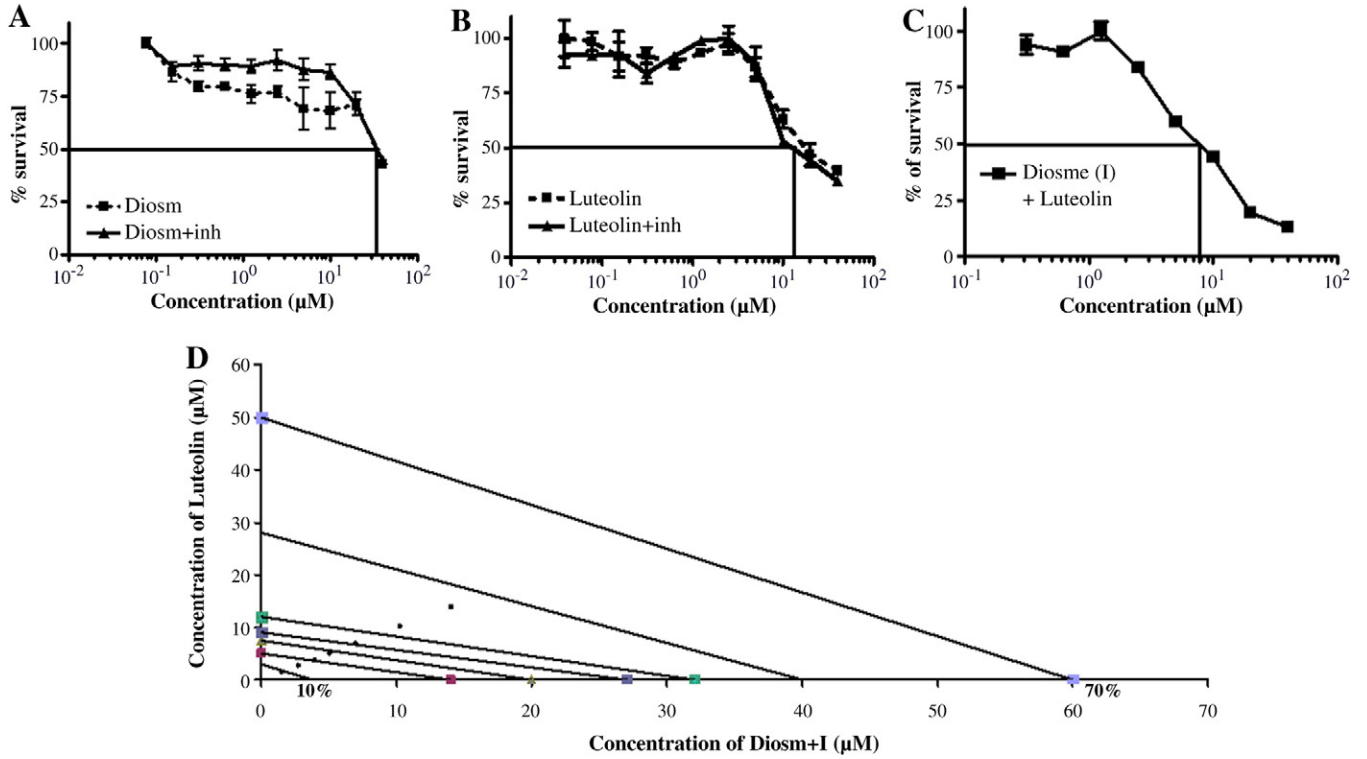 A
100
75
50
25
0
% survival
Diosm
Diosm+inh
10-2
10-1
100
101
102
Concentration (µM)
B
100
75
50
25
0
% survival
Luteolin
Luteolin+inh
10-2
10-1
100
101
102
Concentration (µM)
C
100
75
50
25
0
% of survival
Diosme (I)
+ Luteolin
10-1
100
101
102
Concentration (µM)
D
60
50
40
30
20
10
0
Concentration of Luteolin (µM)
10%
70%
0
10
20
30
40
50
60
70
Concentration of Diosm+I (µM)